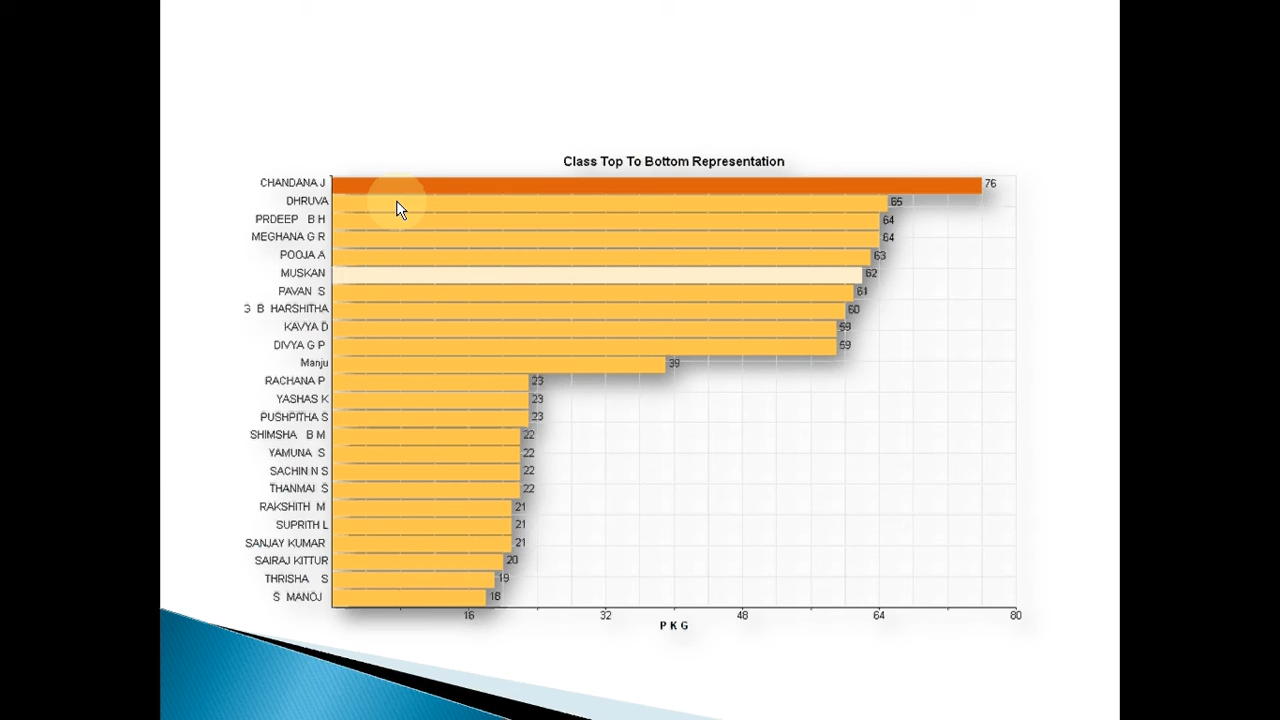 Class Top To Bottom Representation
CHANDANA J 76
DHRUVA 65
PRDEEP B H 64
MEGHANA G R 64
POOJA A 63
MUSKAN 62
PAVAN S 61
G B HARSHITHA 60
KAVYA D 59
DIVYA G P 59
Manju 39
RACHANA P 23
YASHAS K 23
PUSHPITHA S 23
SHIMSHA B M 22
YAMUNA S 22
SACHIN N S 22
THANMAI S 22
RAKSHITH M 21
SUPRITH L 21
SANJAY KUMAR 21
SAIRAJ KITTUR 20
THRISHA S 19
S MANOJ 18
16 32 48 64 80
P K G